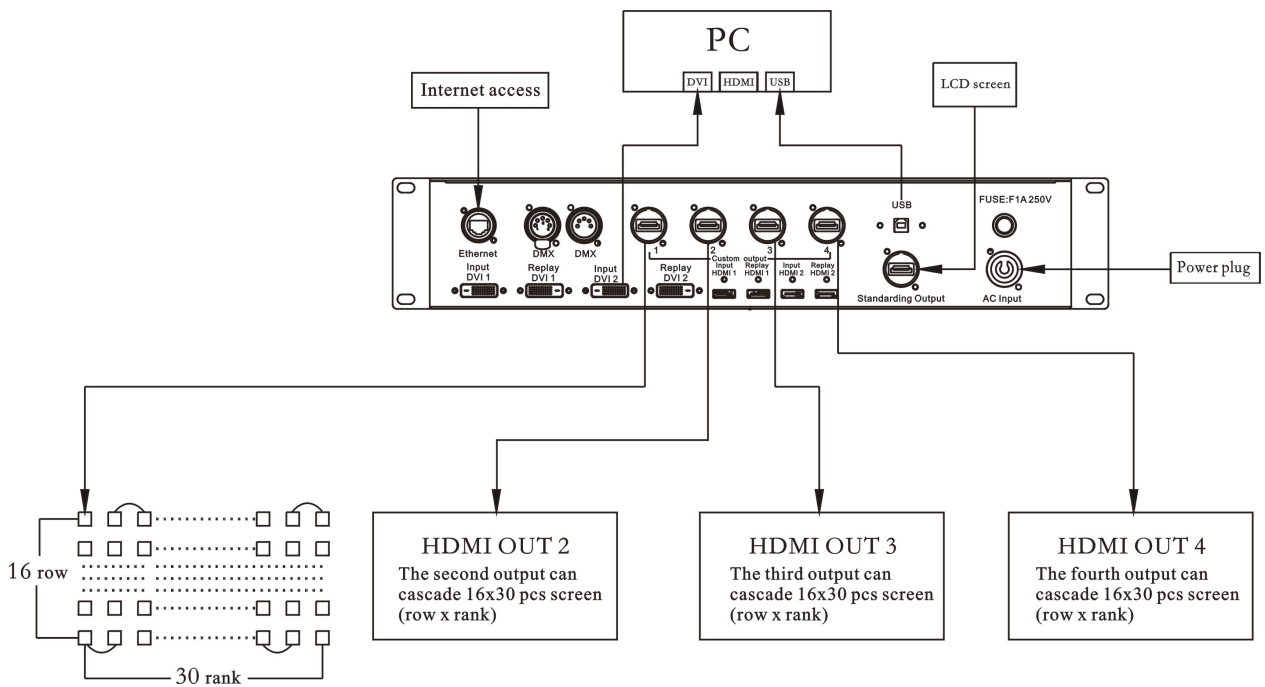 PC
DVI
HDMI
USB
Internet access
LCD screen
Power plug
USB
FUSE:F1A 250V
Ethernet
DMX
DMX
1
2
3
4
Custom output
Input
DVI 1
Replay
DVI 1
Input
DVI 2
Replay
DVI 2
Input
HDMI 1
Replay
HDMI 1
Input
HDMI 2
Replay
HDMI 2
Standarding Output
AC Input
16 row
30 rank
HDMI OUT 2
The second output can
cascade 16x30 pcs screen
(row x rank)
HDMI OUT 3
The third output can
cascade 16x30 pcs screen
(row x rank)
HDMI OUT 4
The fourth output can
cascade 16x30 pcs screen
(row x rank)